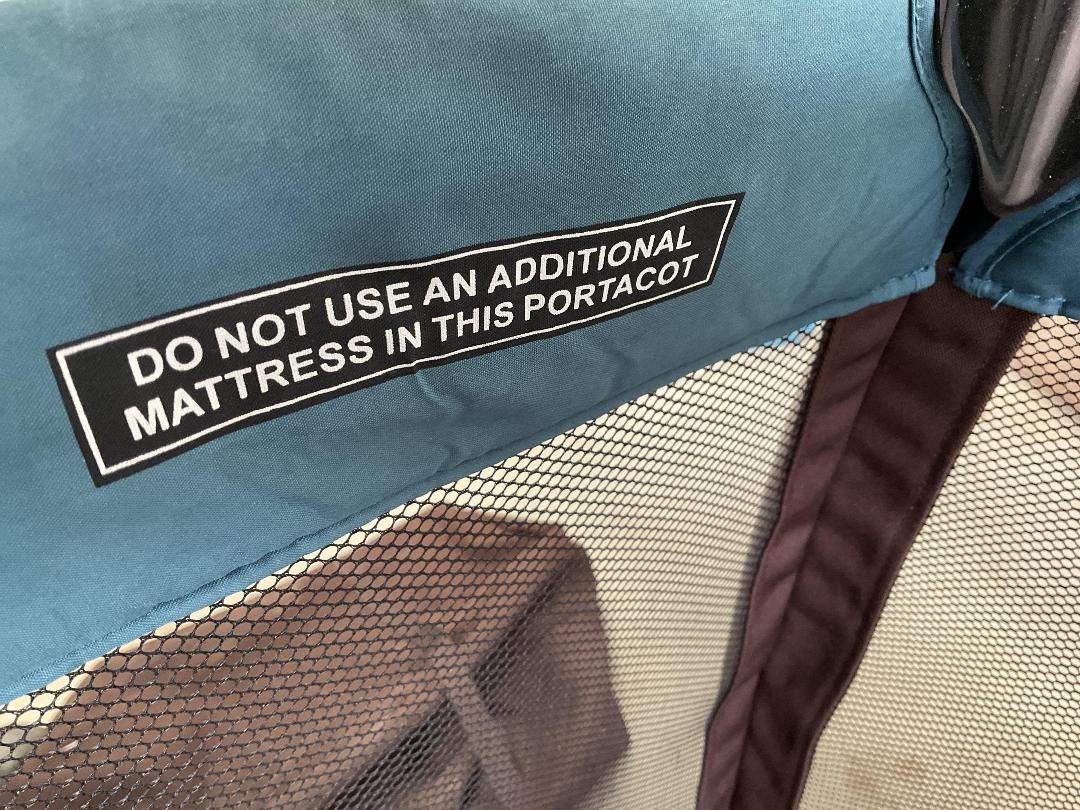 DO NOT USE AN ADDITIONAL
MATTRESS IN THIS PORTACOT